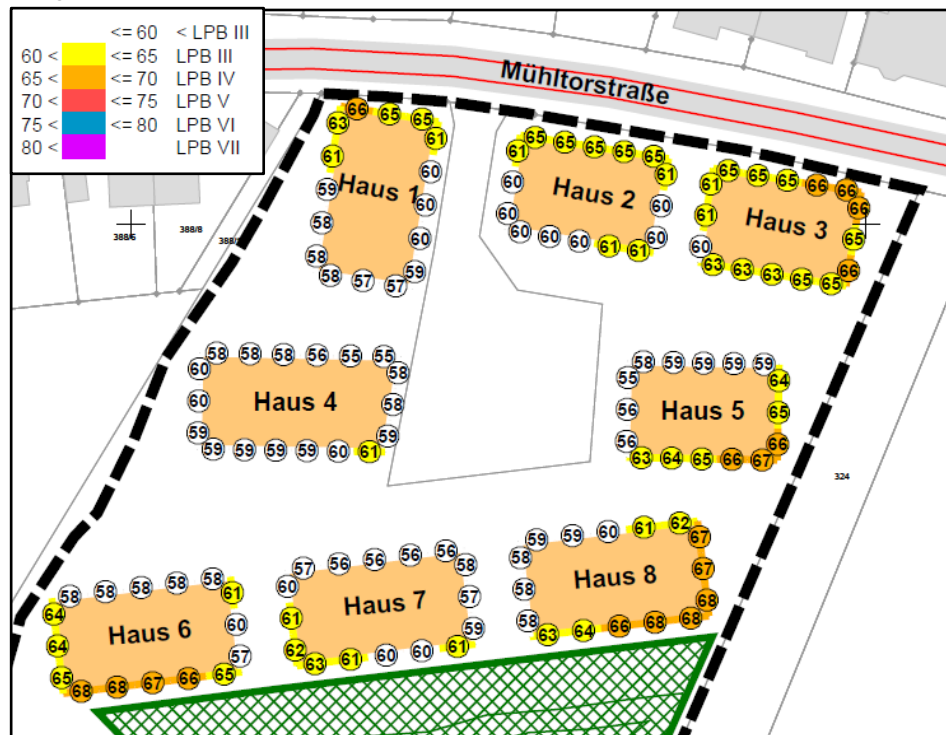 <= 60 < LPB III
60 < <= 65 LPB III
65 < <= 70 LPB IV
70 < <= 75 LPB V
75 < <= 80 LPB VI
80 < LPB VII
Mühltorstraße
388/6
388/8
324
66 65 65
63 61
61 60
59 60
58 60
58 59
58 57 57
Haus 1
65 65 65 65 65
61 61
60 60
60 60
60 60 60 61 61
Haus 2
65 65 65 66 66
61 66
61 65
60 66
63 63 63 65 65
Haus 3
58 58 58 56 55 55
60 58
60 58
59 59
59 59 59 59 60 61
Haus 4
58 59 59 59 59
55 64
56 65
56 66
63 64 65 66 67
Haus 5
58 58 58 58 58
64 61
64 60
65 57
68 68 67 66 65
Haus 6
57 56 56 56 56
60 58
61 57
62 59
63 61 60 60 61
Haus 7
59 59 60 61 62
58 67
58 67
58 68
63 64 66 68 68
Haus 8